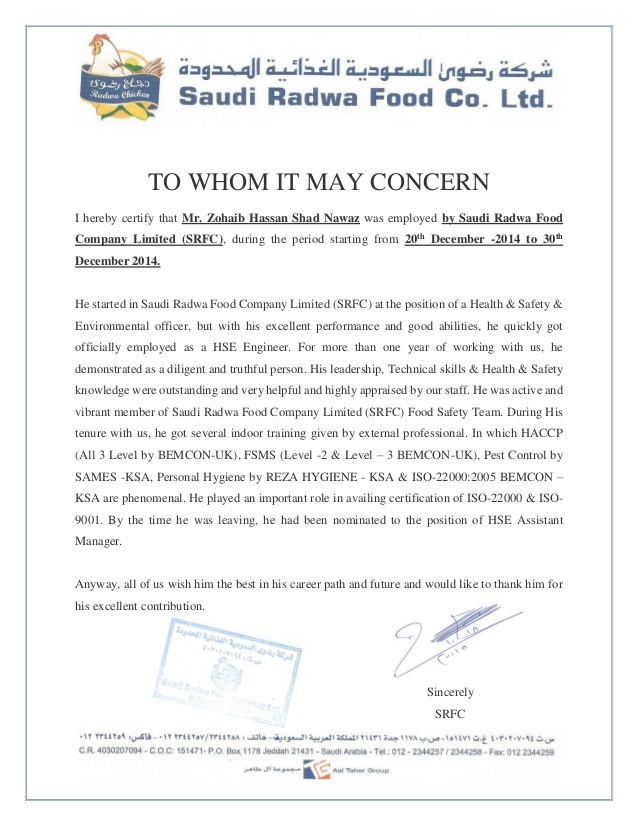 دجاج رضوى
Radwa Chicken
شركة رضوى السعودية الغذائية المحدودة
Saudi Radwa Food Co. Ltd.
TO WHOM IT MAY CONCERN
I hereby certify that Mr. Zohaib Hassan Shad Nawaz was employed by Saudi Radwa Food
Company Limited (SRFC), during the period starting from 20th December -2014 to 30th
December 2014.
He started in Saudi Radwa Food Company Limited (SRFC) at the position of a Health & Safety &
Environmental officer, but with his excellent performance and good abilities, he quickly got
officially employed as a HSE Engineer. For more than one year of working with us, he
demonstrated as a diligent and truthful person. His leadership, Technical skills & Health & Safety
knowledge were outstanding and very helpful and highly appraised by our staff. He was active and
vibrant member of Saudi Radwa Food Company Limited (SRFC) Food Safety Team. During His
tenure with us, he got several indoor training given by external professional. In which HACCP
(All 3 Level by BEMCON-UK), FSMS (Level -2 & Level – 3 BEMCON-UK), Pest Control by
SAMES -KSA, Personal Hygiene by REZA HYGIENE - KSA & ISO-22000:2005 BEMCON –
KSA are phenomenal. He played an important role in availing certification of ISO-22000 & ISO-
9001. By the time he was leaving, he had been nominated to the position of HSE Assistant
Manager.
Anyway, all of us wish him the best in his career path and future and would like to thank him for
his excellent contribution.
شركة رضوى السعودية الغذائية المحدودة
Sincerely
SRFC
س.ت ٤٠٣٠٢٠٧٠٩٤ غ.ت ١٥١٤٧١-ص.ب ١١٧٨ جدة ٢١٤٣١ المملكة العربية السعودية- هاتف : ٢٣٤٤٢٥٧/٢٣٤٤٢٥٨-٠١٢ -فاكس: ٢٣٤٤٢٥٩ ٠١٢
C.R. 4030207094 - C.O.C: 151471- P.O. Box 1178 Jeddah 21431 - Saudi Arabia - Tel.: 012 - 2344257 / 2344258 - Fax: 012 2344259
مجموعة آل طاهر Aal Taher Group